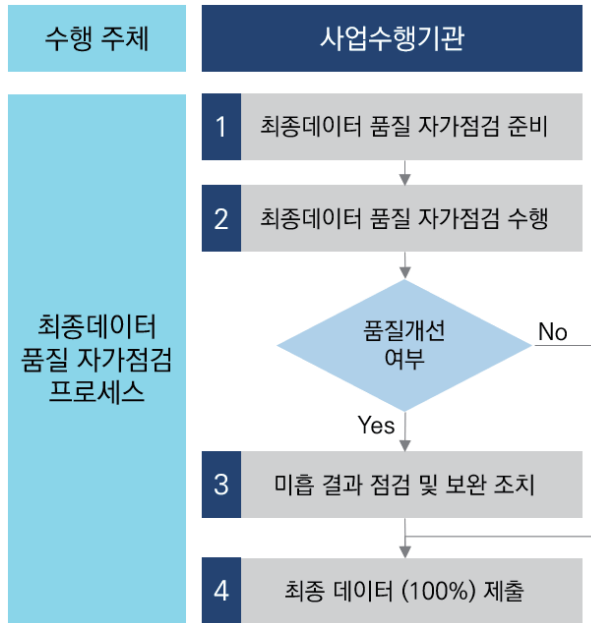 수행 주체
사업수행기관
최종데이터
품질 자가점검
프로세스
1
최종데이터 품질 자가점검 준비
2
최종데이터 품질 자가점검 수행
품질개선
여부
No
Yes
3
미흡 결과 점검 및 보완 조치
4
최종 데이터 (100%) 제출